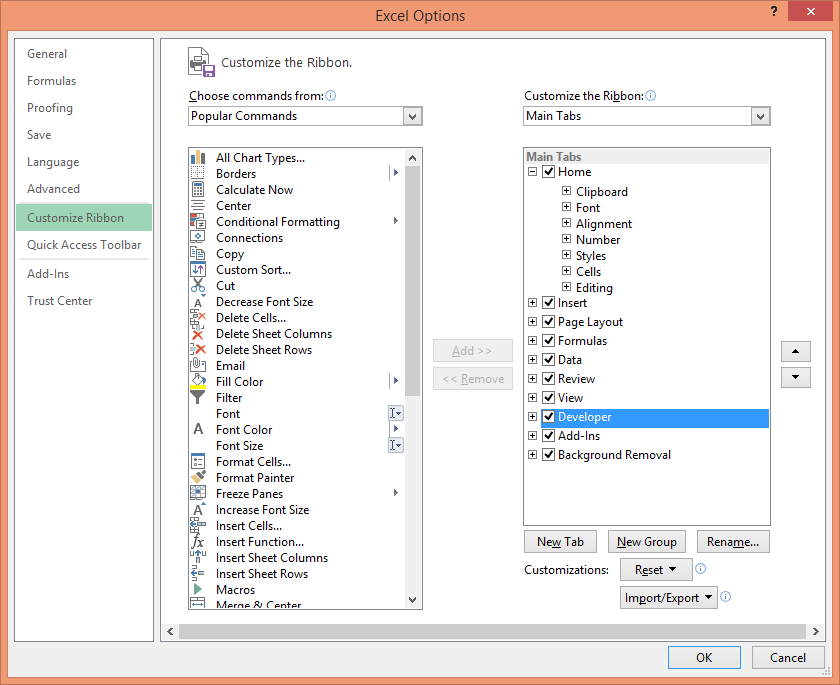 Excel Options
?
General
Formulas
Proofing
Save
Language
Advanced
Customize Ribbon
Quick Access Toolbar
Add-Ins
Trust Center
Customize the Ribbon.
Choose commands from:
Popular Commands
All Chart Types...
Borders
Calculate Now
Center
Conditional Formatting
Connections
Copy
Custom Sort...
Cut
Decrease Font Size
Delete Cells...
Delete Sheet Columns
Delete Sheet Rows
Email
Fill Color
Filter
Font
Font Color
Font Size
Format Cells...
Format Painter
Freeze Panes
Increase Font Size
Insert Cells...
Insert Function...
Insert Sheet Columns
Insert Sheet Rows
Macros
Merge & Center
Add >>
<< Remove
Customize the Ribbon:
Main Tabs
Main Tabs
Home
Clipboard
Font
Alignment
Number
Styles
Cells
Editing
Insert
Page Layout
Formulas
Data
Review
View
Developer
Add-Ins
Background Removal
New Tab
New Group
Rename...
Customizations:
Reset
Import/Export
OK
Cancel